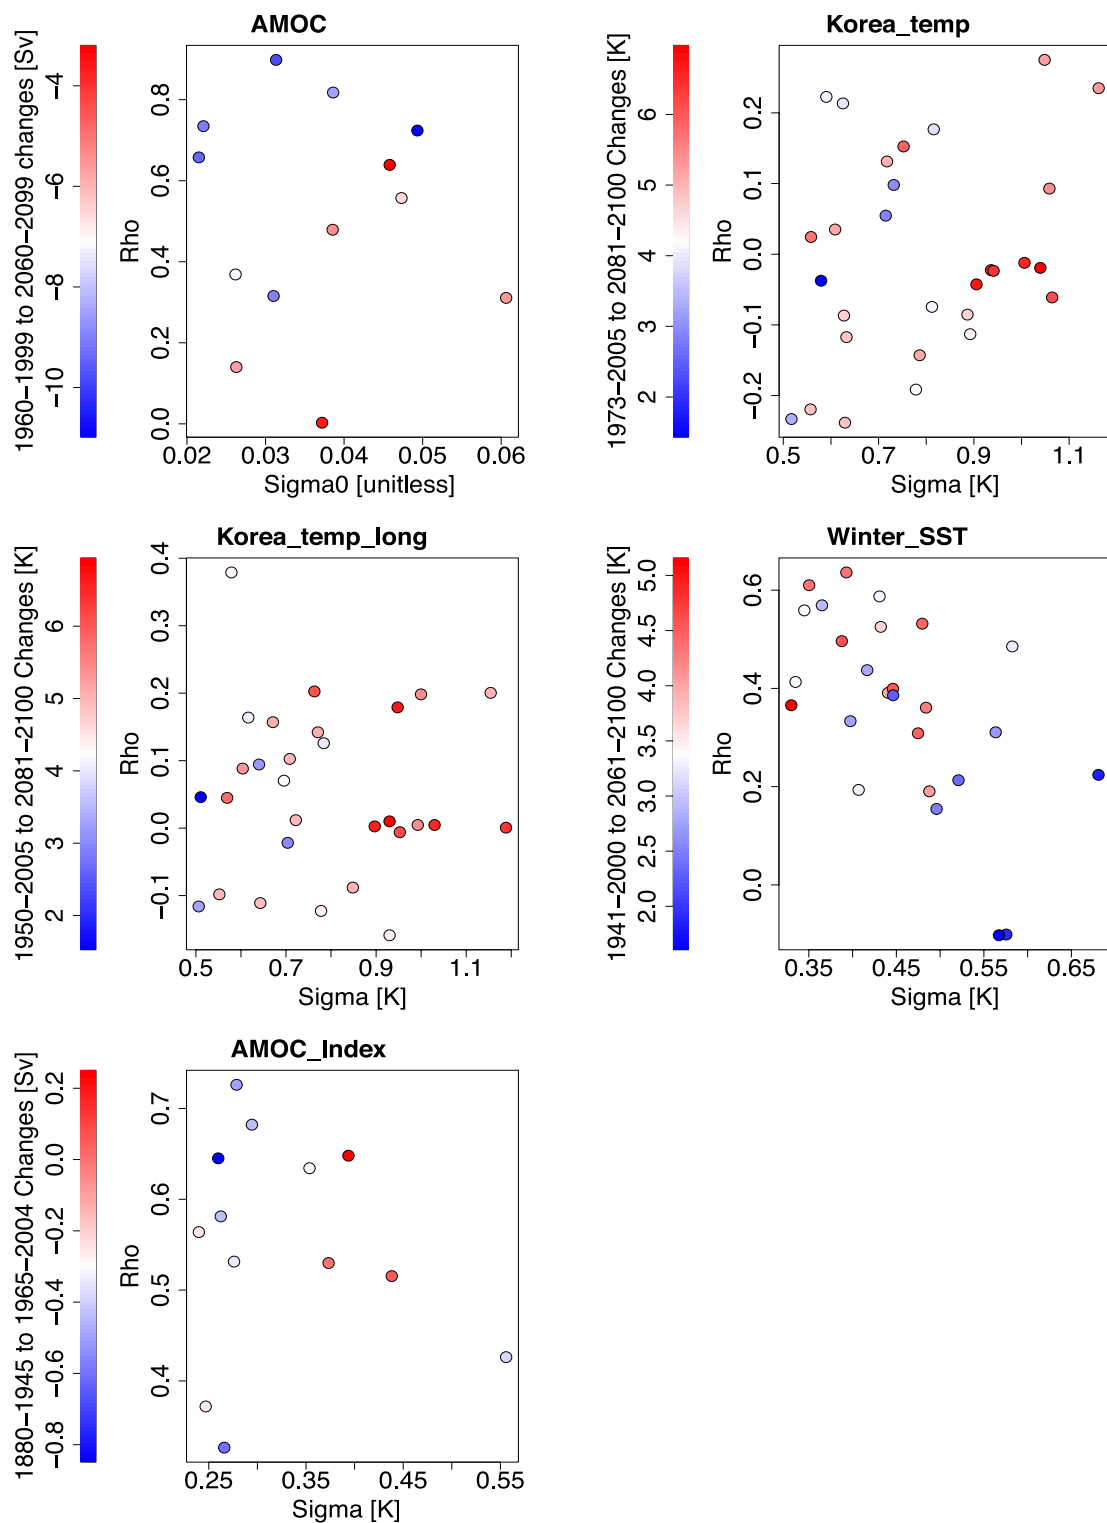 AMOC
1960−1999 to 2060−2099 changes [Sv]
−10 −8 −6 −4
Rho
0.0 0.2 0.4 0.6 0.8
0.02 0.03 0.04 0.05 0.06
Sigma0 [unitless]
Korea_temp
1973−2005 to 2081−2100 Changes [K]
2 3 4 5 6
Rho
−0.2 −0.1 0.0 0.1 0.2
0.5 0.7 0.9 1.1
Sigma [K]
Korea_temp_long
1950−2005 to 2081−2100 Changes [K]
2 3 4 5 6
Rho
−0.1 0.0 0.1 0.2 0.3 0.4
0.5 0.7 0.9 1.1
Sigma [K]
Winter_SST
1941−2000 to 2061−2100 Changes [K]
2.0 2.5 3.0 3.5 4.0 4.5 5.0
Rho
0.0 0.2 0.4 0.6
0.35 0.45 0.55 0.65
Sigma [K]
AMOC_Index
1880−1945 to 1965−2004 Changes [Sv]
−0.8 −0.6 −0.4 −0.2 0.0 0.2
Rho
0.4 0.5 0.6 0.7
0.25 0.35 0.45 0.55
Sigma [K]